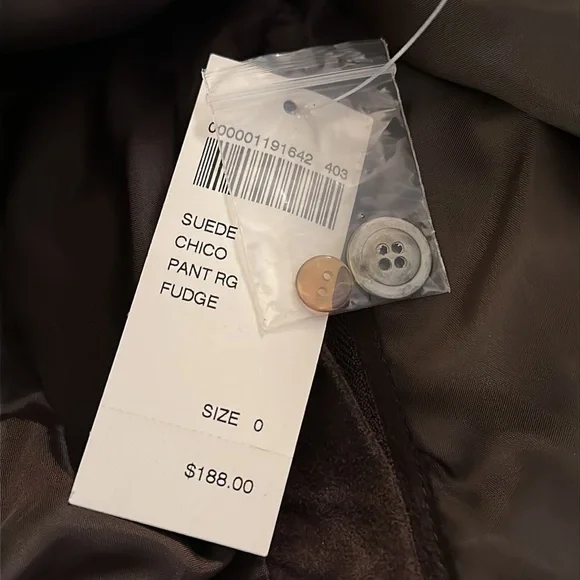 000001191642 403
SUEDE
CHICO
PANT RG
FUDGE
SIZE 0
$188.00